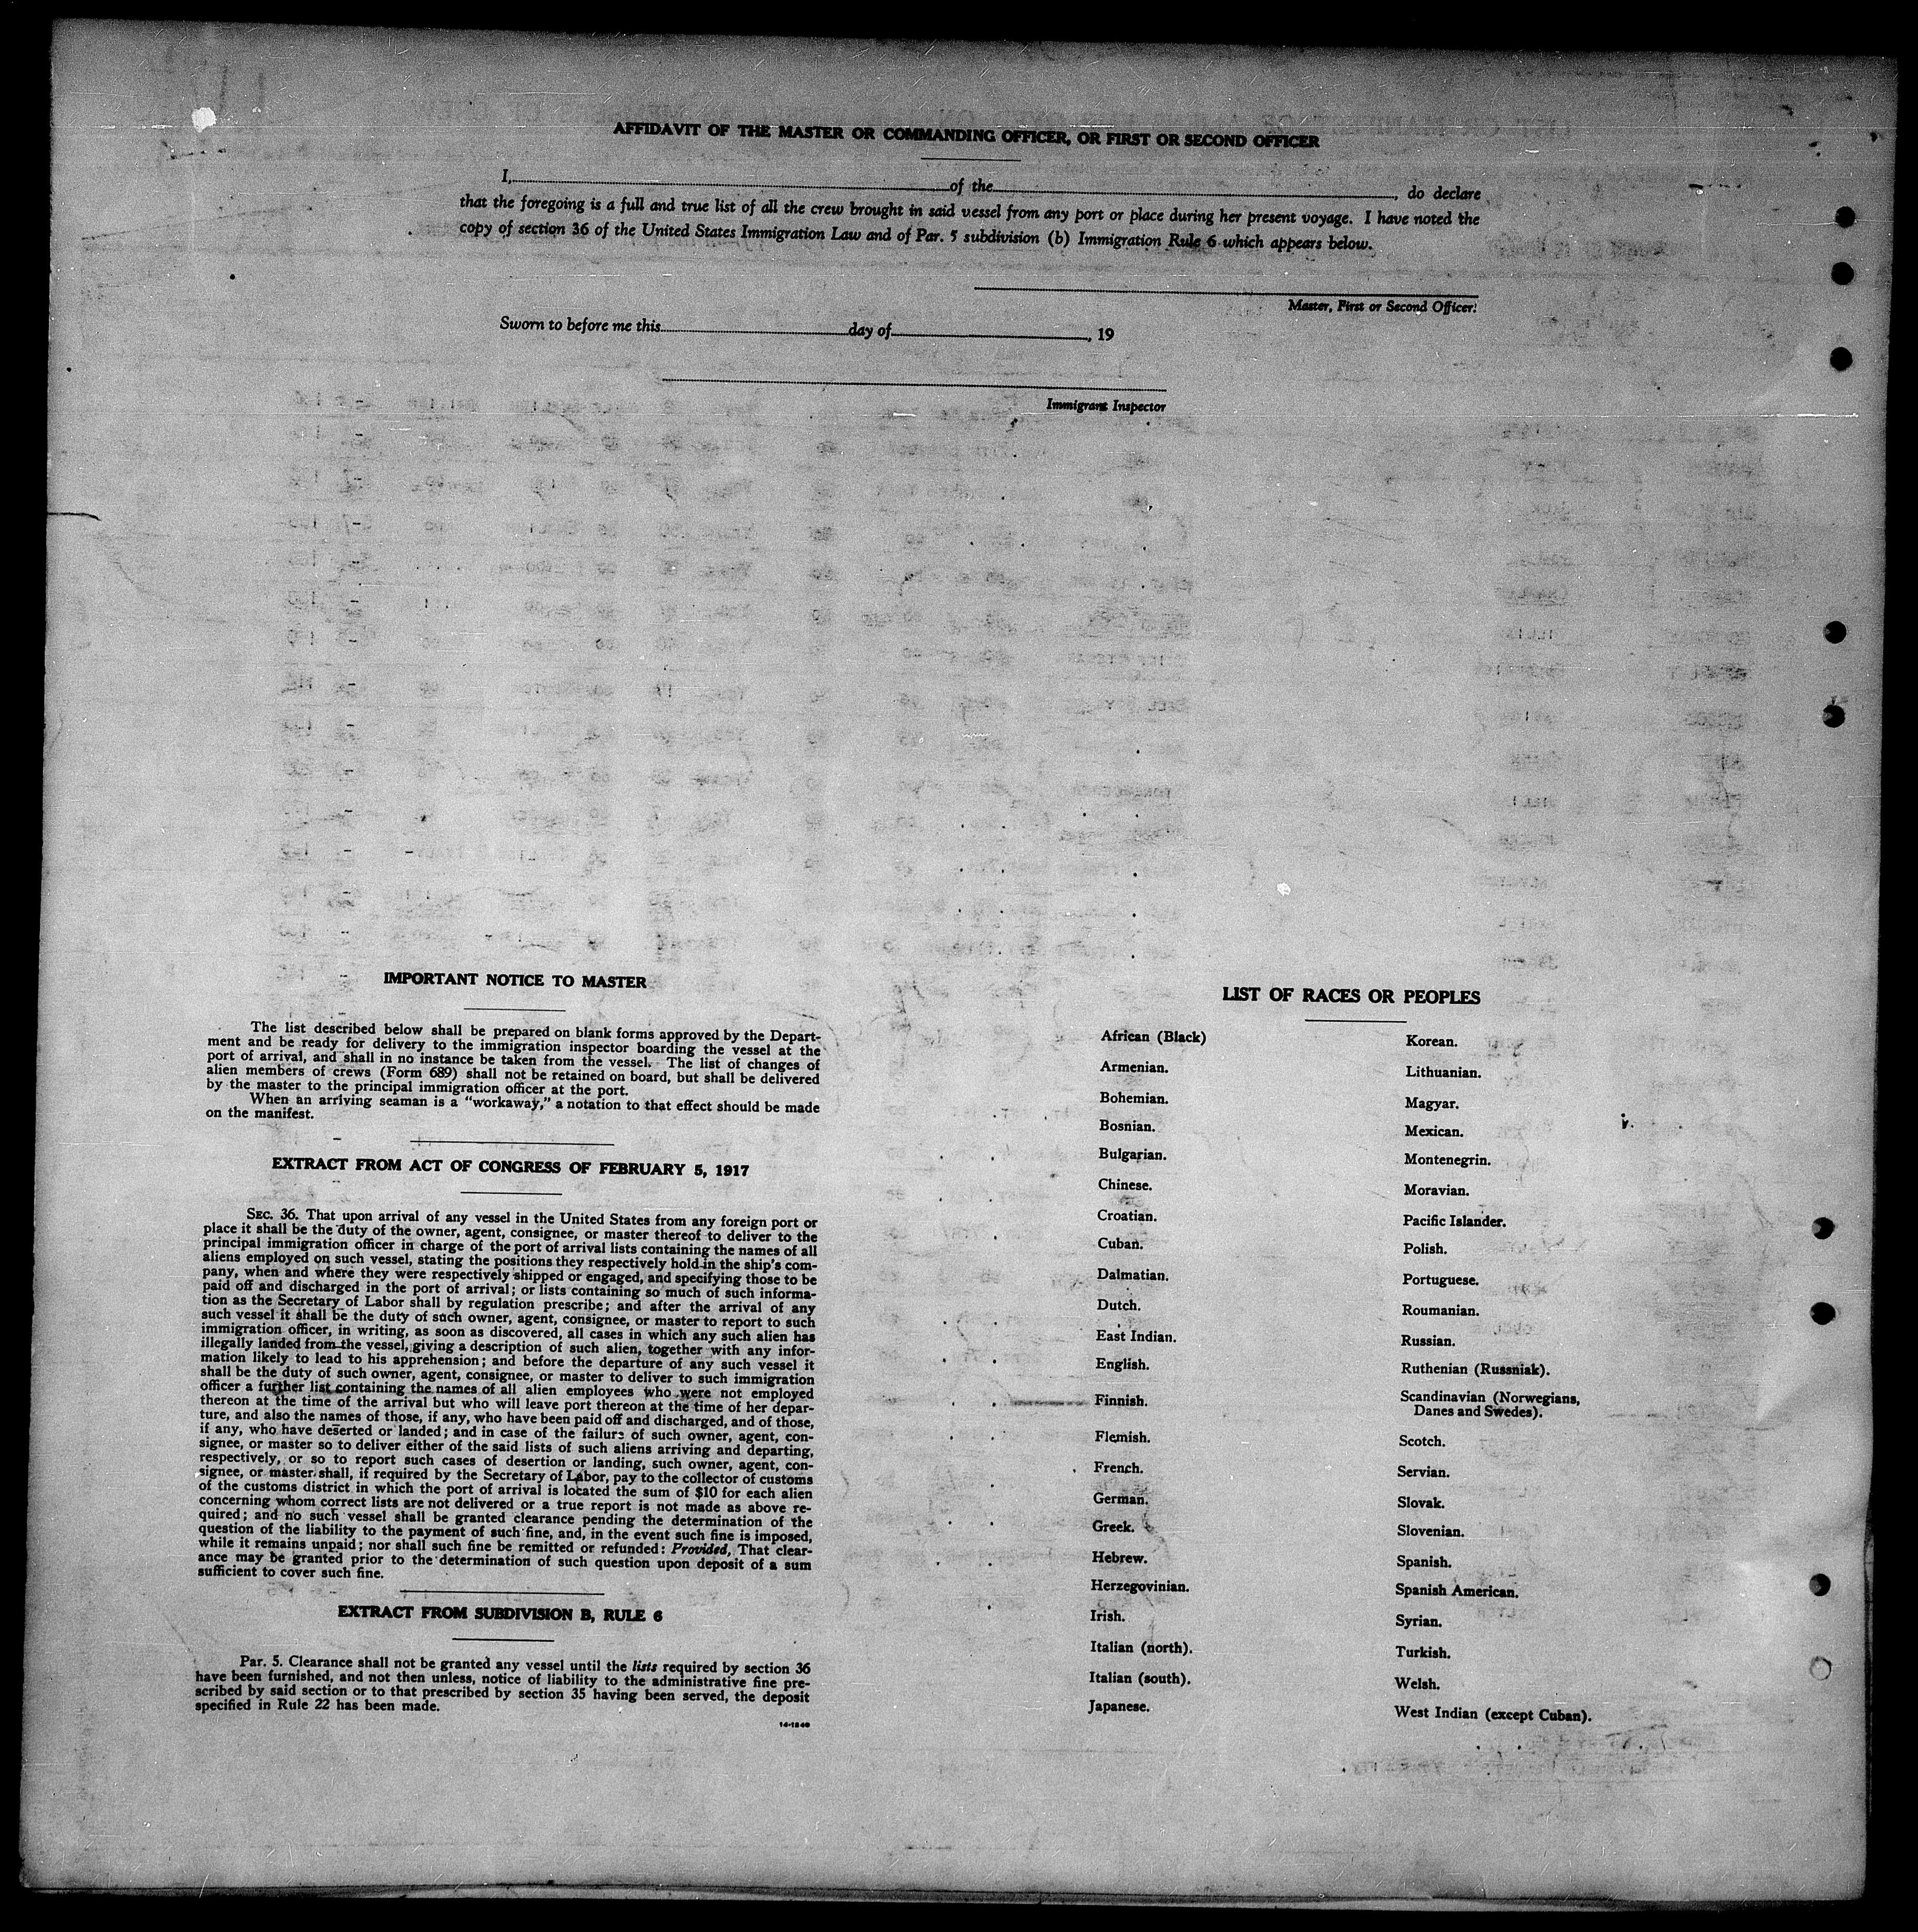 AFFIDAVIT OF THE MASTER OR COMMANDING OFFICER, OR FIRST OR SECOND OFFICER
I, of the , do declare
that the foregoing is a full and true list of all the crew brought in said vessel from any port or place during her present voyage. I have noted the
copy of section 36 of the United States Immigration Law and of Par. 5 subdivision (b) Immigration Rule 6 which appears below.
Master, First or Second Officer.
Sworn to before me this day of , 19
Immigrant Inspector
IMPORTANT NOTICE TO MASTER
The list described below shall be prepared on blank forms approved by the Depart-
ment and be ready for delivery to the immigration inspector boarding the vessel at the
port of arrival, and shall in no instance be taken from the vessel. The list of changes of
alien members of crews (Form 689) shall not be retained on board, but shall be delivered
by the master to the principal immigration officer at the port.
When an arriving seaman is a "workaway," a notation to that effect should be made
on the manifest.
EXTRACT FROM ACT OF CONGRESS OF FEBRUARY 5, 1917
SEC. 36. That upon arrival of any vessel in the United States from any foreign port or
place it shall be the duty of the owner, agent, consignee, or master thereof to deliver to the
principal immigration officer in charge of the port of arrival lists containing the names of all
aliens employed on such vessel, stating the positions they respectively hold in the ship's com-
pany, when and where they were respectively shipped or engaged, and specifying those to be
paid off and discharged in the port of arrival; or lists containing so much of such informa-
tion as the Secretary of Labor shall by regulation prescribe; and after the arrival of any
such vessel it shall be the duty of such owner, agent, consignee, or master to report to such
immigration officer, in writing, as soon as discovered, all cases in which any such alien has
illegally landed from the vessel, giving a description of such alien, together with any infor-
mation likely to lead to his apprehension; and before the departure of any such vessel it
shall be the duty of such owner, agent, consignee, or master to deliver to such immigration
officer a further list containing the names of all alien employees who were not employed
thereon at the time of the arrival but who will leave port thereon at the time of her depar-
ture, and also the names of those, if any, who have been paid off and discharged, and of those,
if any, who have deserted or landed; and in case of the failure of such owner, agent, con-
signee, or master so to deliver either of the said lists of such aliens arriving and departing,
respectively, or so to report such cases of desertion or landing, such owner, agent, con-
signee, or master shall, if required by the Secretary of Labor, pay to the collector of customs
of the customs district in which the port of arrival is located the sum of $10 for each alien
concerning whom correct lists are not delivered or a true report is not made as above re-
quired; and no such vessel shall be granted clearance pending the determination of the
question of the liability to the payment of such fine, and, in the event such fine is imposed,
while it remains unpaid; nor shall such fine be remitted or refunded: Provided, That clear-
ance may be granted prior to the determination of such question upon deposit of a sum
sufficient to cover such fine.
EXTRACT FROM SUBDIVISION B, RULE 6
Par. 5. Clearance shall not be granted any vessel until the lists required by section 36
have been furnished, and not then unless, notice of liability to the administrative fine pre-
scribed by said section or to that prescribed by section 35 having been served, the deposit
specified in Rule 22 has been made.
14-1240
LIST OF RACES OR PEOPLES
African (Black)
Armenian.
Bohemian.
Bosnian.
Bulgarian.
Chinese.
Croatian.
Cuban.
Dalmatian.
Dutch.
East Indian.
English.
Finnish.
Flemish.
French.
German.
Greek.
Hebrew.
Herzegovinian.
Irish.
Italian (north).
Italian (south).
Japanese.
Korean.
Lithuanian.
Magyar.
Mexican.
Montenegrin.
Moravian.
Pacific Islander.
Polish.
Portuguese.
Roumanian.
Russian.
Ruthenian (Russniak).
Scandinavian (Norwegians,
Danes and Swedes).
Scotch.
Servian.
Slovak.
Slovenian.
Spanish.
Spanish American.
Syrian.
Turkish.
Welsh.
West Indian (except Cuban).